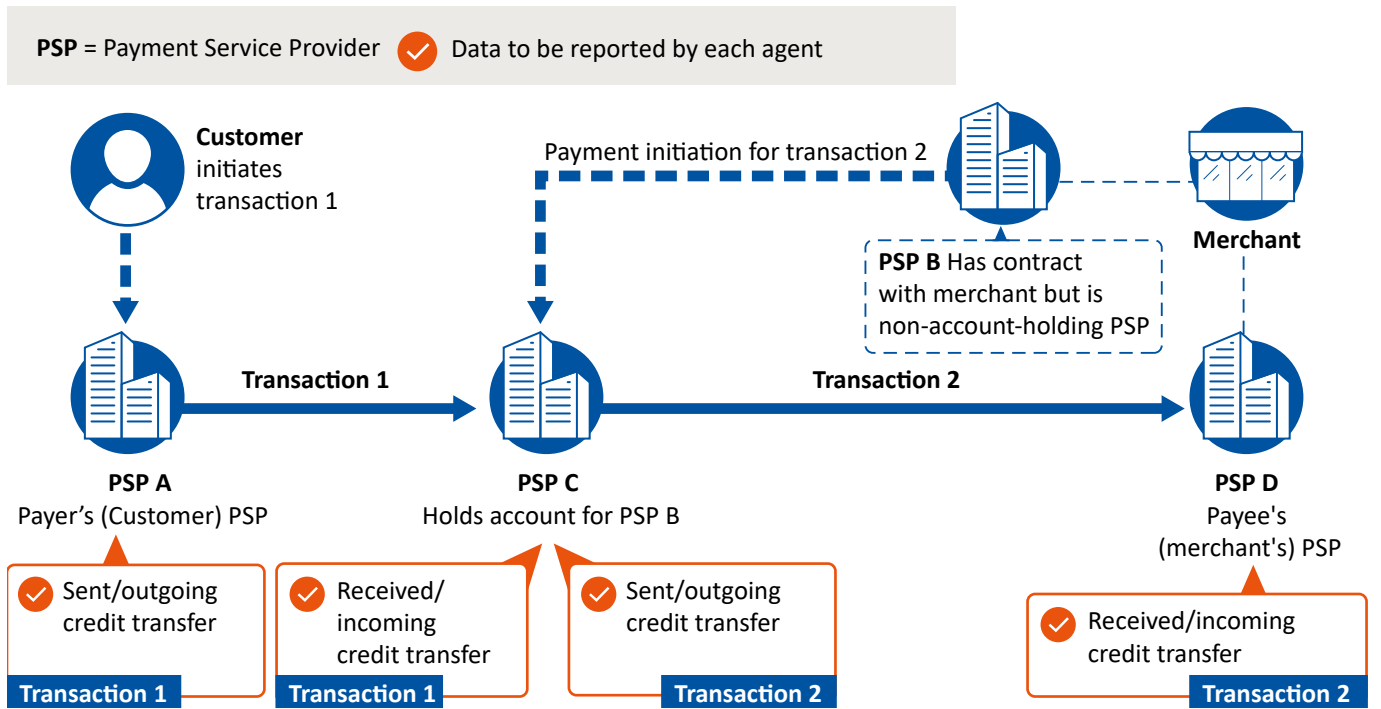 PSP = Payment Service Provider
Data to be reported by each agent
Customer
initiates
transaction 1
Payment initiation for transaction 2
Merchant
PSP B Has contract
with merchant but is
non-account-holding PSP
Transaction 1
Transaction 2
PSP A
Payer’s (Customer) PSP
PSP C
Holds account for PSP B
PSP D
Payee's
(merchant's) PSP
Sent/outgoing
credit transfer
Transaction 1
Received/
incoming
credit transfer
Transaction 1
Sent/outgoing
credit transfer
Transaction 2
Received/incoming
credit transfer
Transaction 2